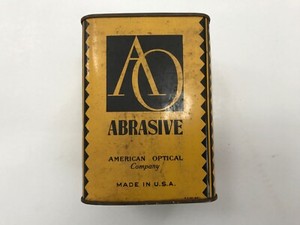 AO
ABRASIVE
AMERICAN OPTICAL
Company
MADE IN U.S.A.